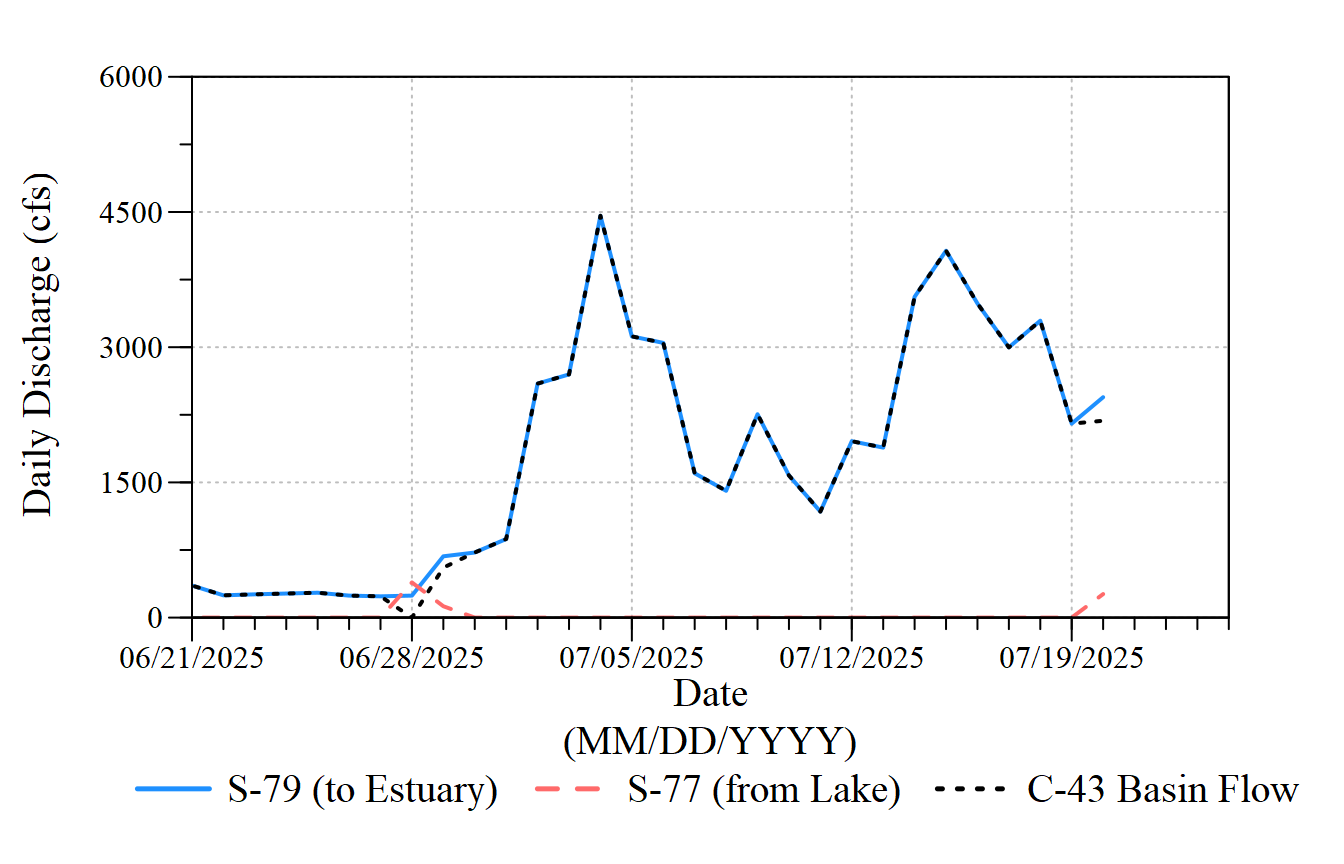 6000
4500
3000
1500
0
Daily Discharge (cfs)
06/21/2025 06/28/2025 07/05/2025 07/12/2025 07/19/2025
Date
(MM/DD/YYYY)
S-79 (to Estuary) S-77 (from Lake) C-43 Basin Flow